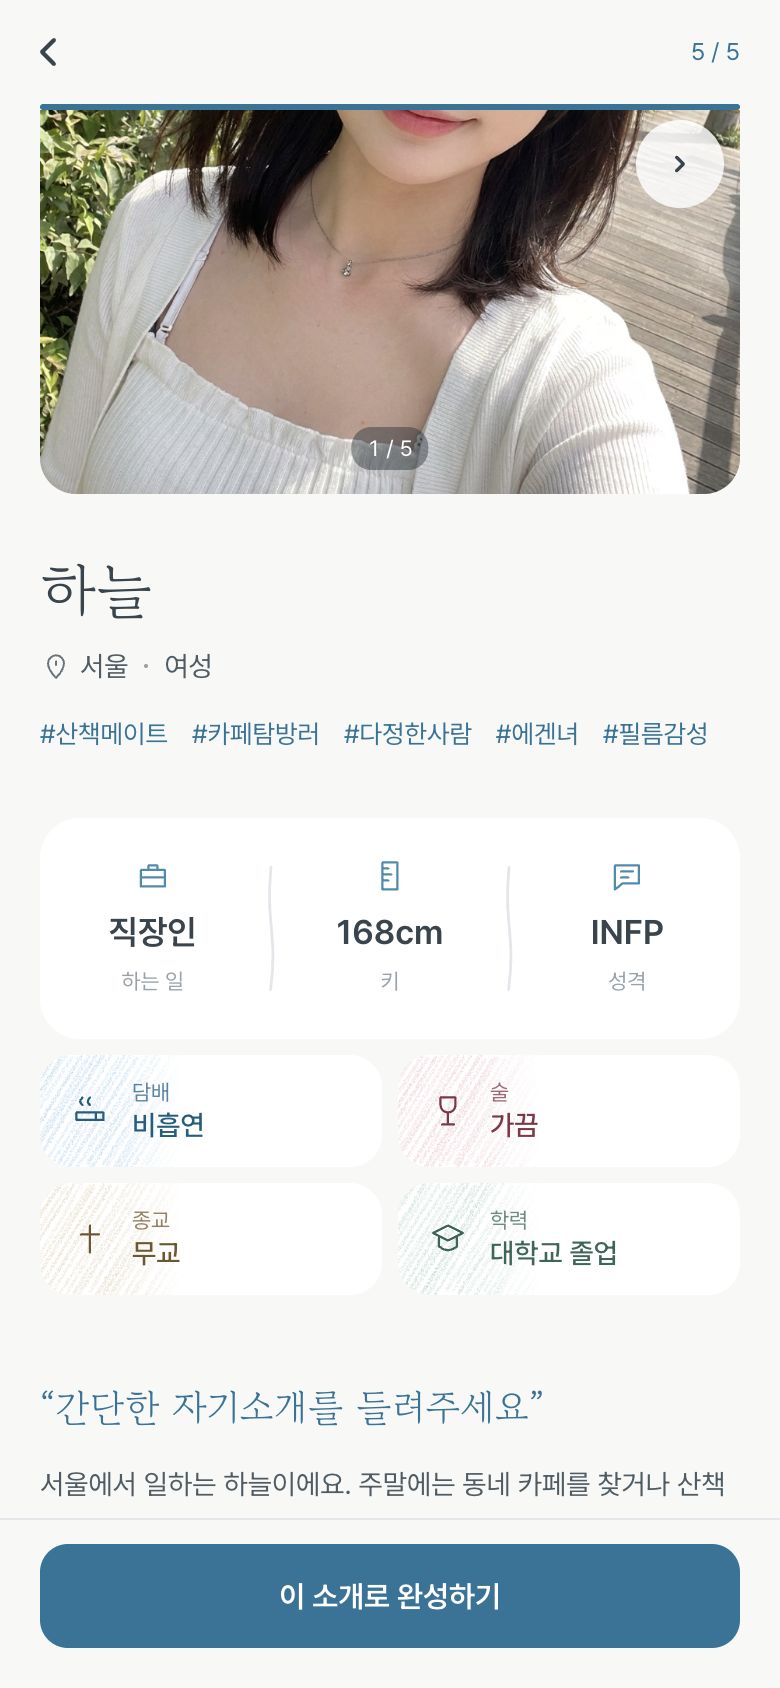 5 / 5
1 / 5
하늘
서울 · 여성
#산책메이트 #카페탐방러 #다정한사람 #에겐녀 #필름감성
직장인 168cm INFP
하는 일 키 성격
담배 술
비흡연 가끔
종교 학력
무교 대학교 졸업
“간단한 자기소개를 들려주세요”
서울에서 일하는 하늘이에요. 주말에는 동네 카페를 찾거나 산책
이 소개로 완성하기